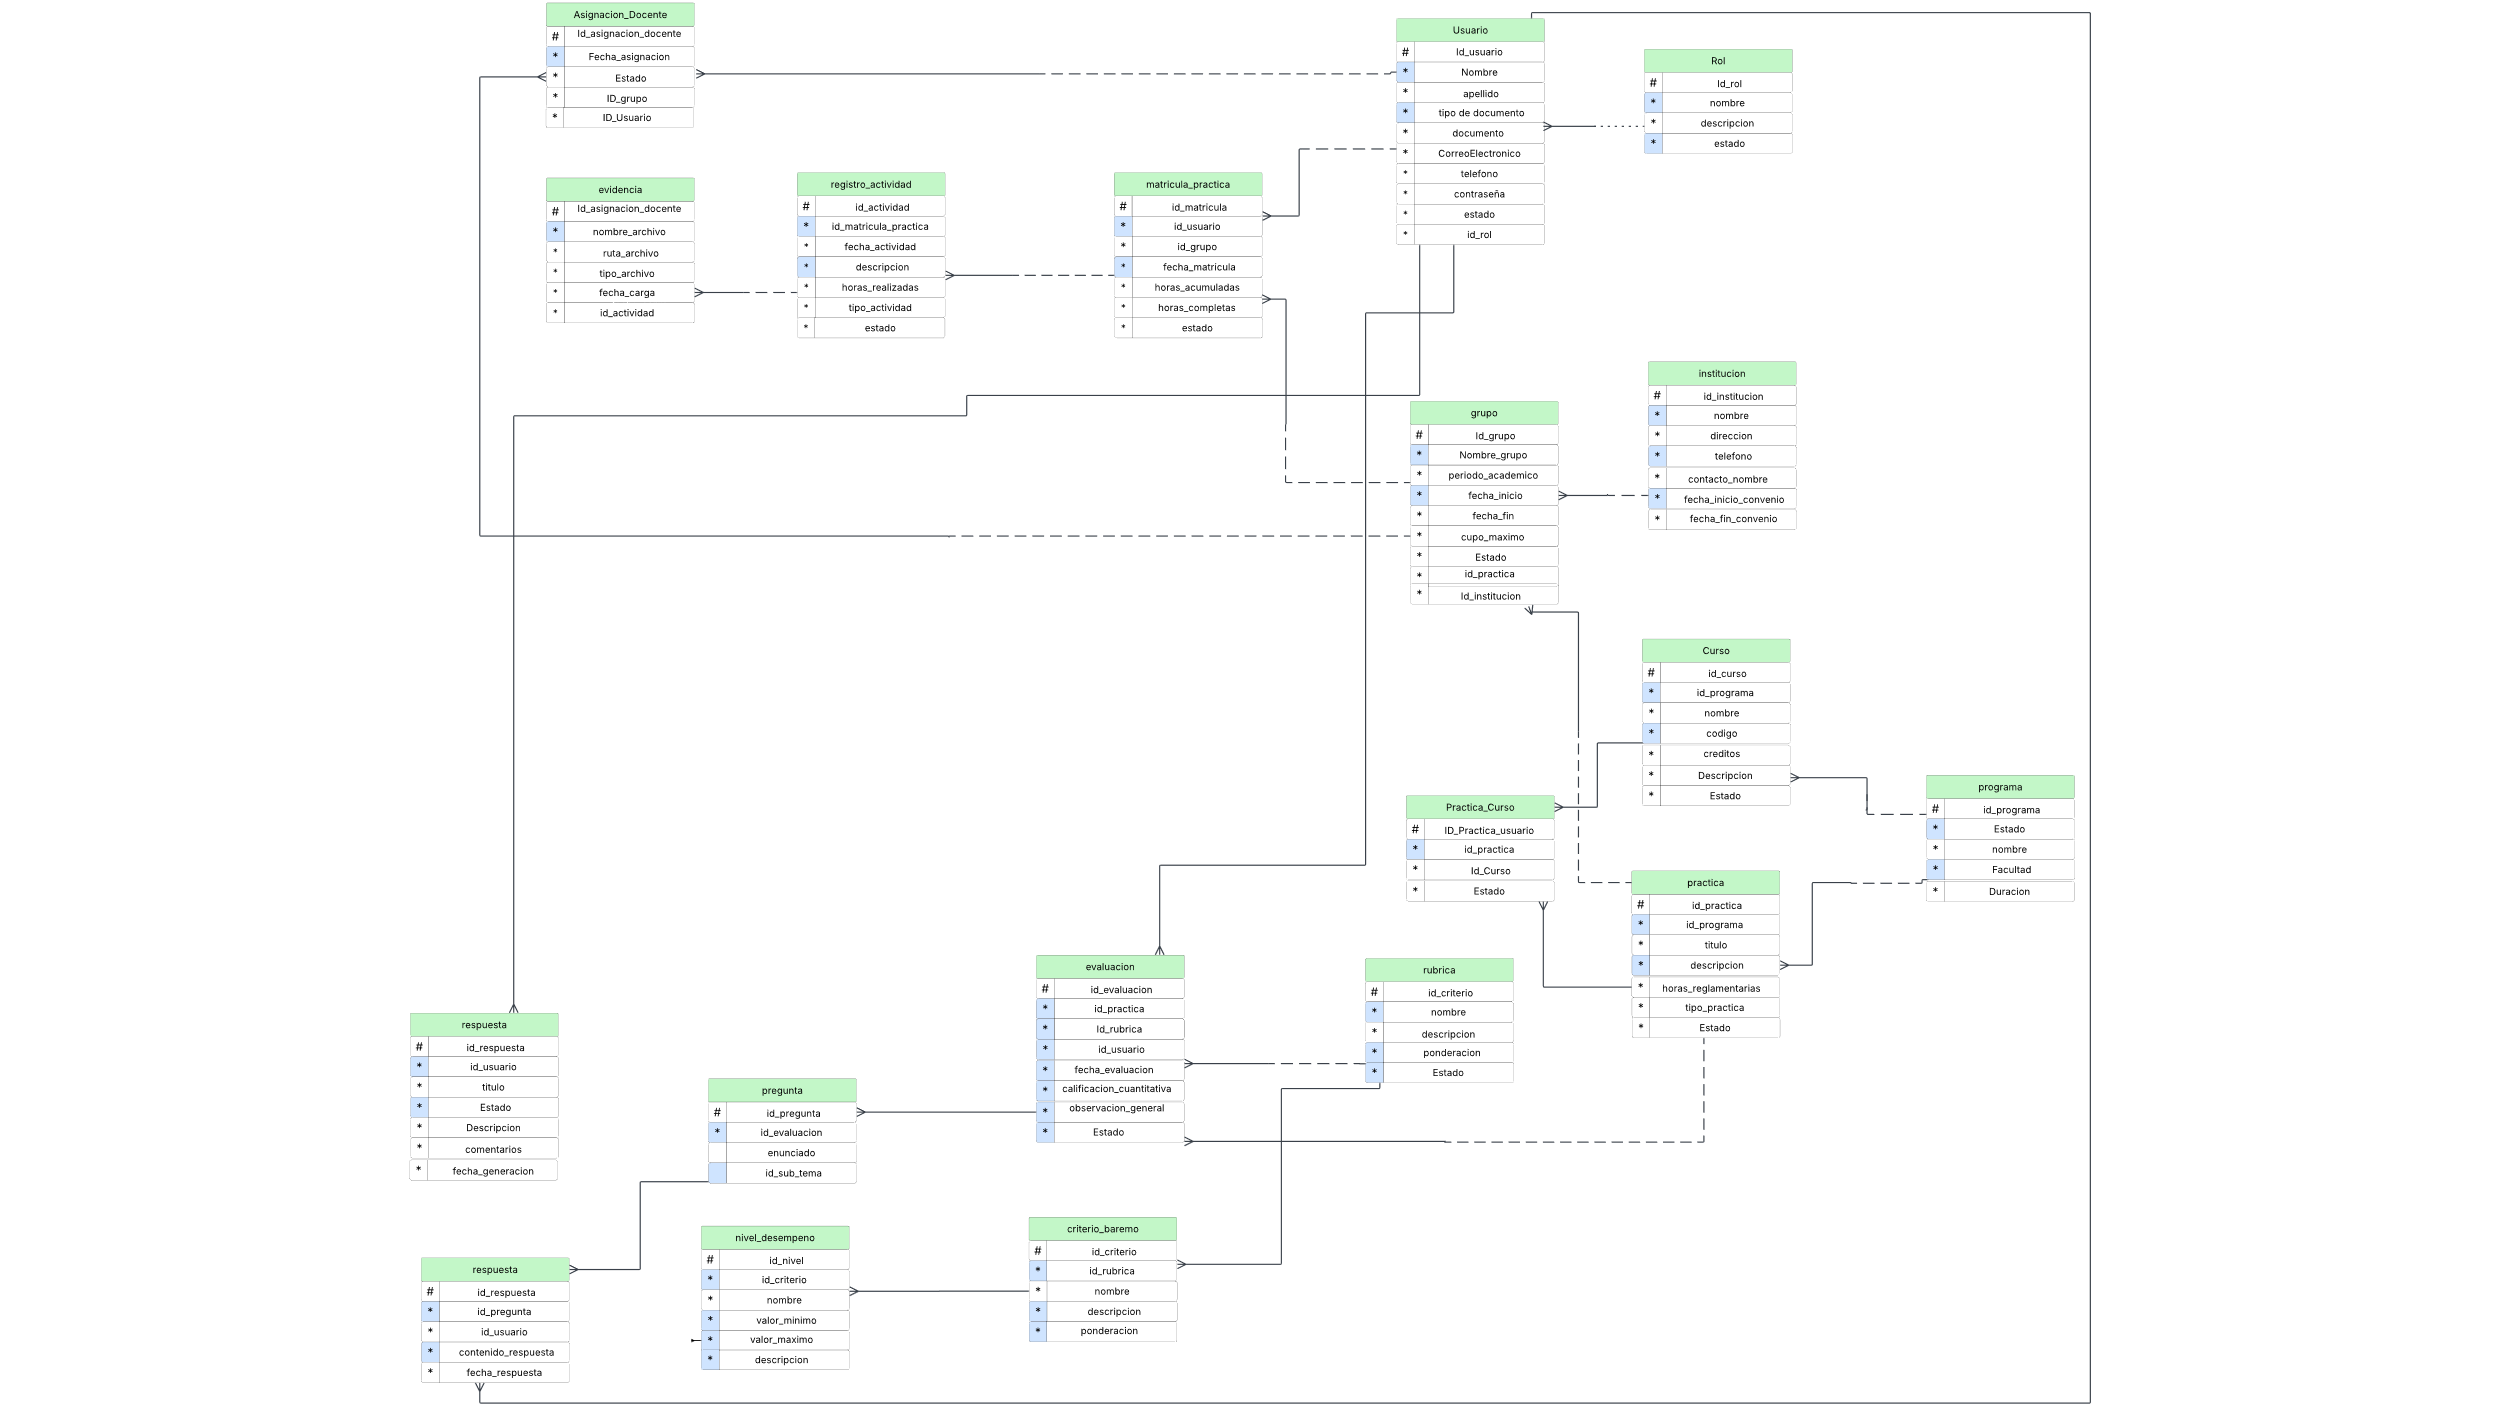 Asignacion_Docente
# Id_asignacion_docente
* Fecha_asignacion
* Estado
* ID_grupo
* ID_Usuario
Usuario
# Id_usuario
* Nombre
* apellido
* tipo de documento
* documento
* CorreoElectronico
* telefono
* contraseña
* estado
* id_rol
Rol
# Id_rol
* nombre
* descripcion
* estado
evidencia
# Id_asignacion_docente
* nombre_archivo
* ruta_archivo
* tipo_archivo
* fecha_carga
* id_actividad
registro_actividad
# id_actividad
* id_matricula_practica
* fecha_actividad
* descripcion
* horas_realizadas
* tipo_actividad
* estado
matricula_practica
# id_matricula
* id_usuario
* id_grupo
* fecha_matricula
* horas_acumuladas
* horas_completas
* estado
institucion
# id_institucion
* nombre
* direccion
* telefono
* contacto_nombre
* fecha_inicio_convenio
* fecha_fin_convenio
grupo
# Id_grupo
* Nombre_grupo
* periodo_academico
* fecha_inicio
* fecha_fin
* cupo_maximo
* Estado
* id_practica
* Id_institucion
Curso
# id_curso
* id_programa
* nombre
* codigo
* creditos
* Descripcion
* Estado
programa
# id_programa
* Estado
* nombre
* Facultad
* Duracion
Practica_Curso
# ID_Practica_usuario
* id_practica
* Id_Curso
* Estado
practica
# id_practica
* id_programa
* titulo
* descripcion
* horas_reglamentarias
* tipo_practica
* Estado
evaluacion
# id_evaluacion
* id_practica
* Id_rubrica
* id_usuario
* fecha_evaluacion
* calificacion_cuantitativa
* observacion_general
* Estado
rubrica
# id_criterio
* nombre
* descripcion
* ponderacion
* Estado
respuesta
# id_respuesta
* id_usuario
* titulo
* Estado
* Descripcion
* comentarios
* fecha_generacion
pregunta
# id_pregunta
* id_evaluacion
enunciado
id_sub_tema
nivel_desempeno
# id_nivel
* id_criterio
* nombre
* valor_minimo
* valor_maximo
* descripcion
criterio_baremo
# id_criterio
* id_rubrica
* nombre
* descripcion
* ponderacion
respuesta
# id_respuesta
* id_pregunta
* id_usuario
* contenido_respuesta
* fecha_respuesta